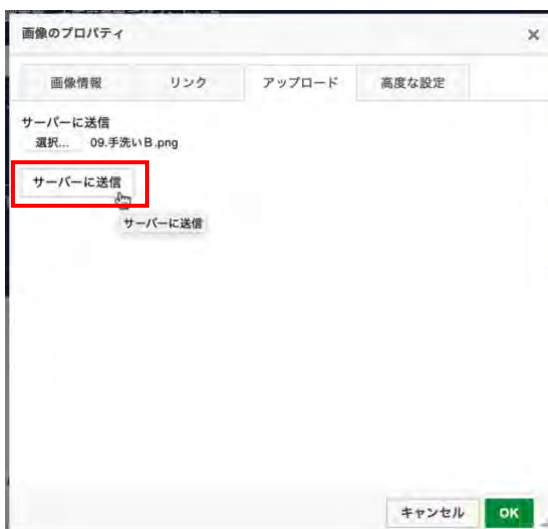 画像のプロパティ
画像情報 リンク アップロード 高度な設定
サーバーに送信
選択... 09.手洗いB.png
サーバーに送信
サーバーに送信
キャンセル OK